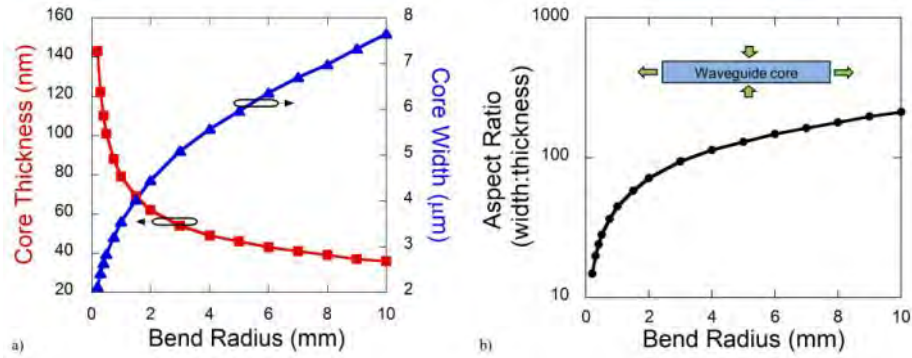 160
140
120
100
80
60
40
20
Core Thickness (nm)
8
7
6
5
4
3
2
Core Width (μm)
0 2 4 6 8 10
Bend Radius (mm)
a)
1000
100
10
Aspect Ratio
(width:thickness)
Waveguide core
0 2 4 6 8 10
Bend Radius (mm)
b)